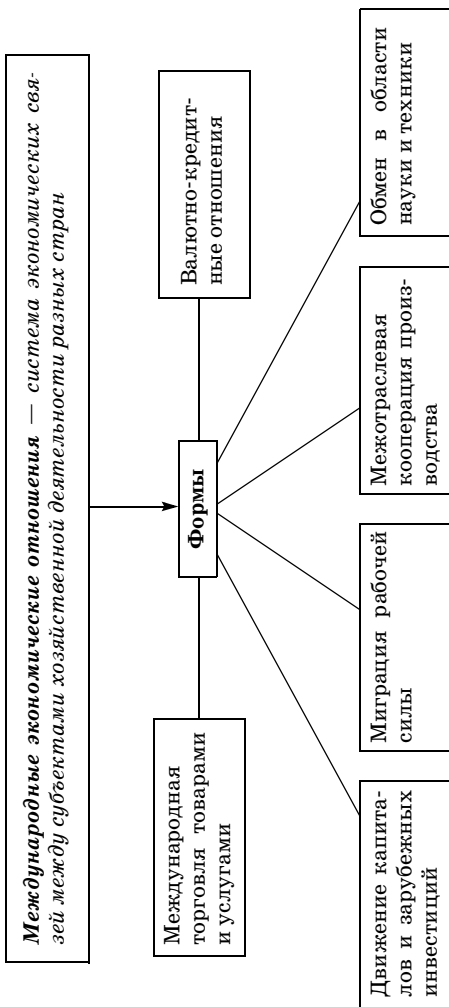 Международные экономические отношения — система экономических свя-
зей между субъектами хозяйственной деятельности разных стран
Формы
Международная
торговля товарами
и услугами
Валютно-кредит-
ные отношения
Движение капита-
лов и зарубежных
инвестиций
Миграция рабочей
силы
Межотраслевая
кооперация произ-
водства
Обмен в области
науки и техники